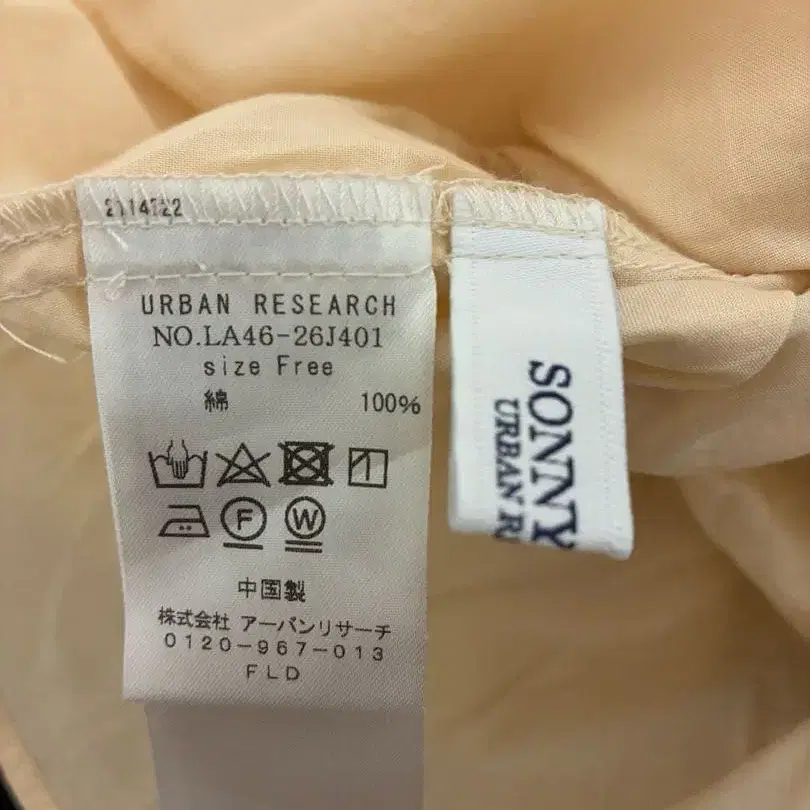 2114122
URBAN RESEARCH
NO.LA46-26J401
size Free
綿 100%
F W
中国製
株式会社 アーバンリサーチ
0120-967-013
FLD
SONNY
URBAN